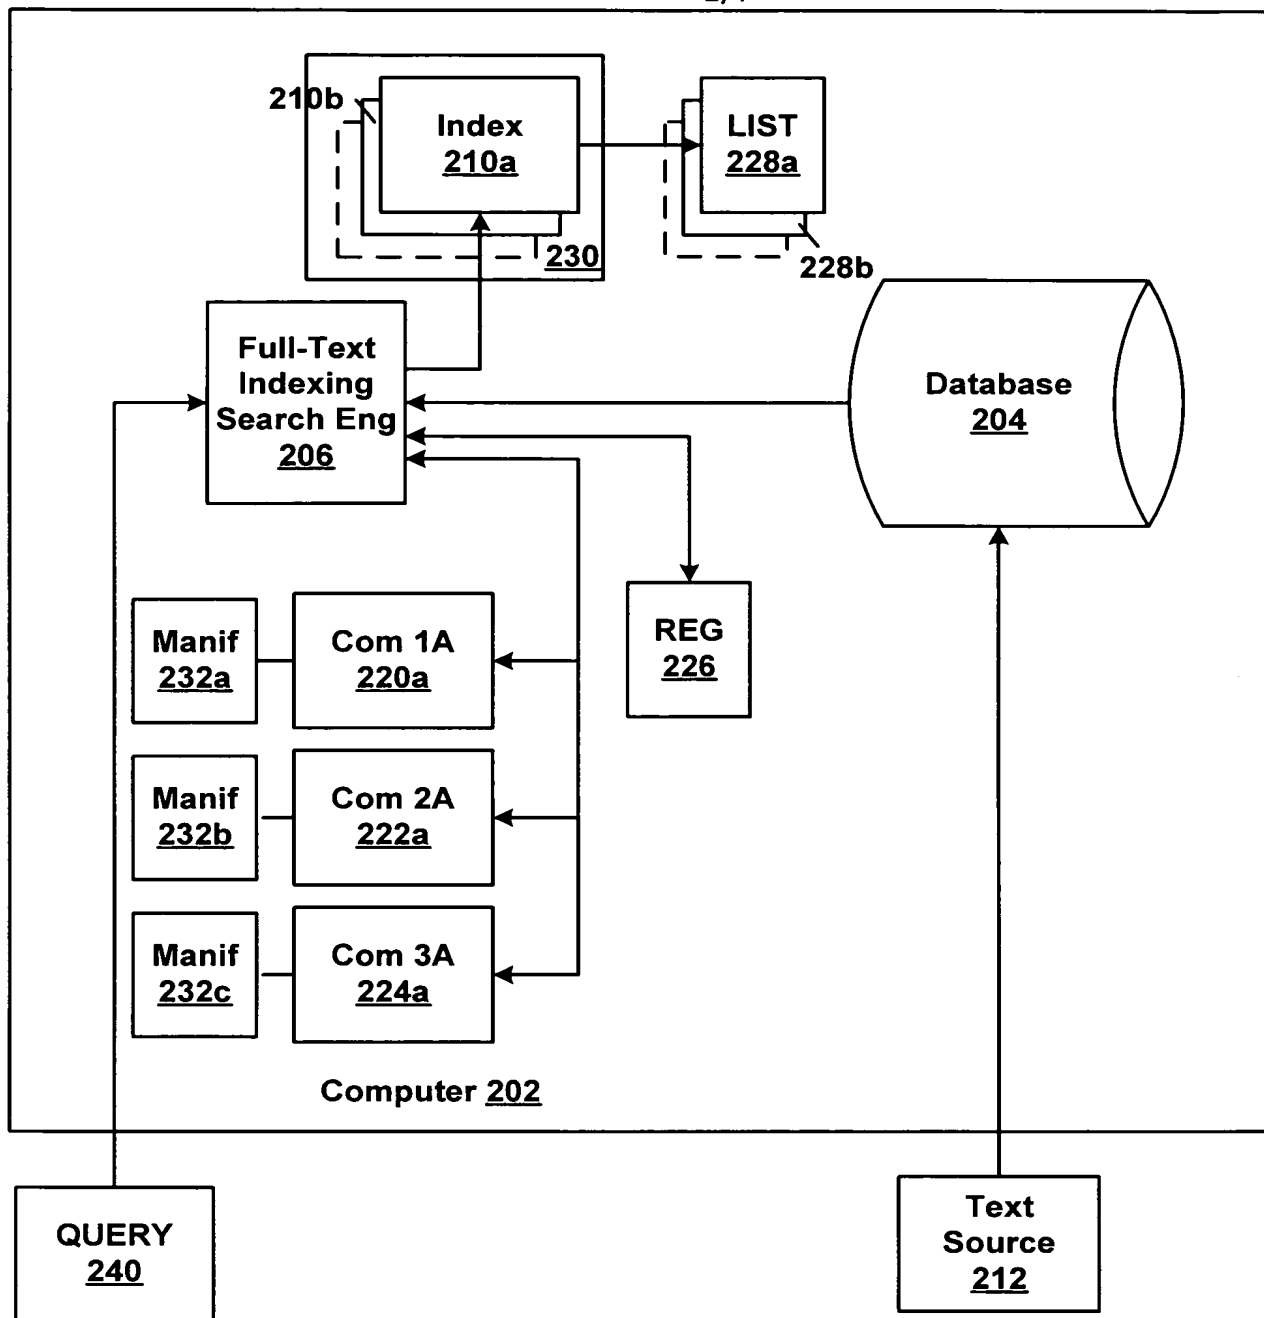 210b
Index
210a
230
LIST
228a
228b
Full-Text
Indexing
Search Eng
206
Database
204
Manif
232a
Com 1A
220a
REG
226
Manif
232b
Com 2A
222a
Manif
232c
Com 3A
224a
Computer 202
QUERY
240
Text
Source
212